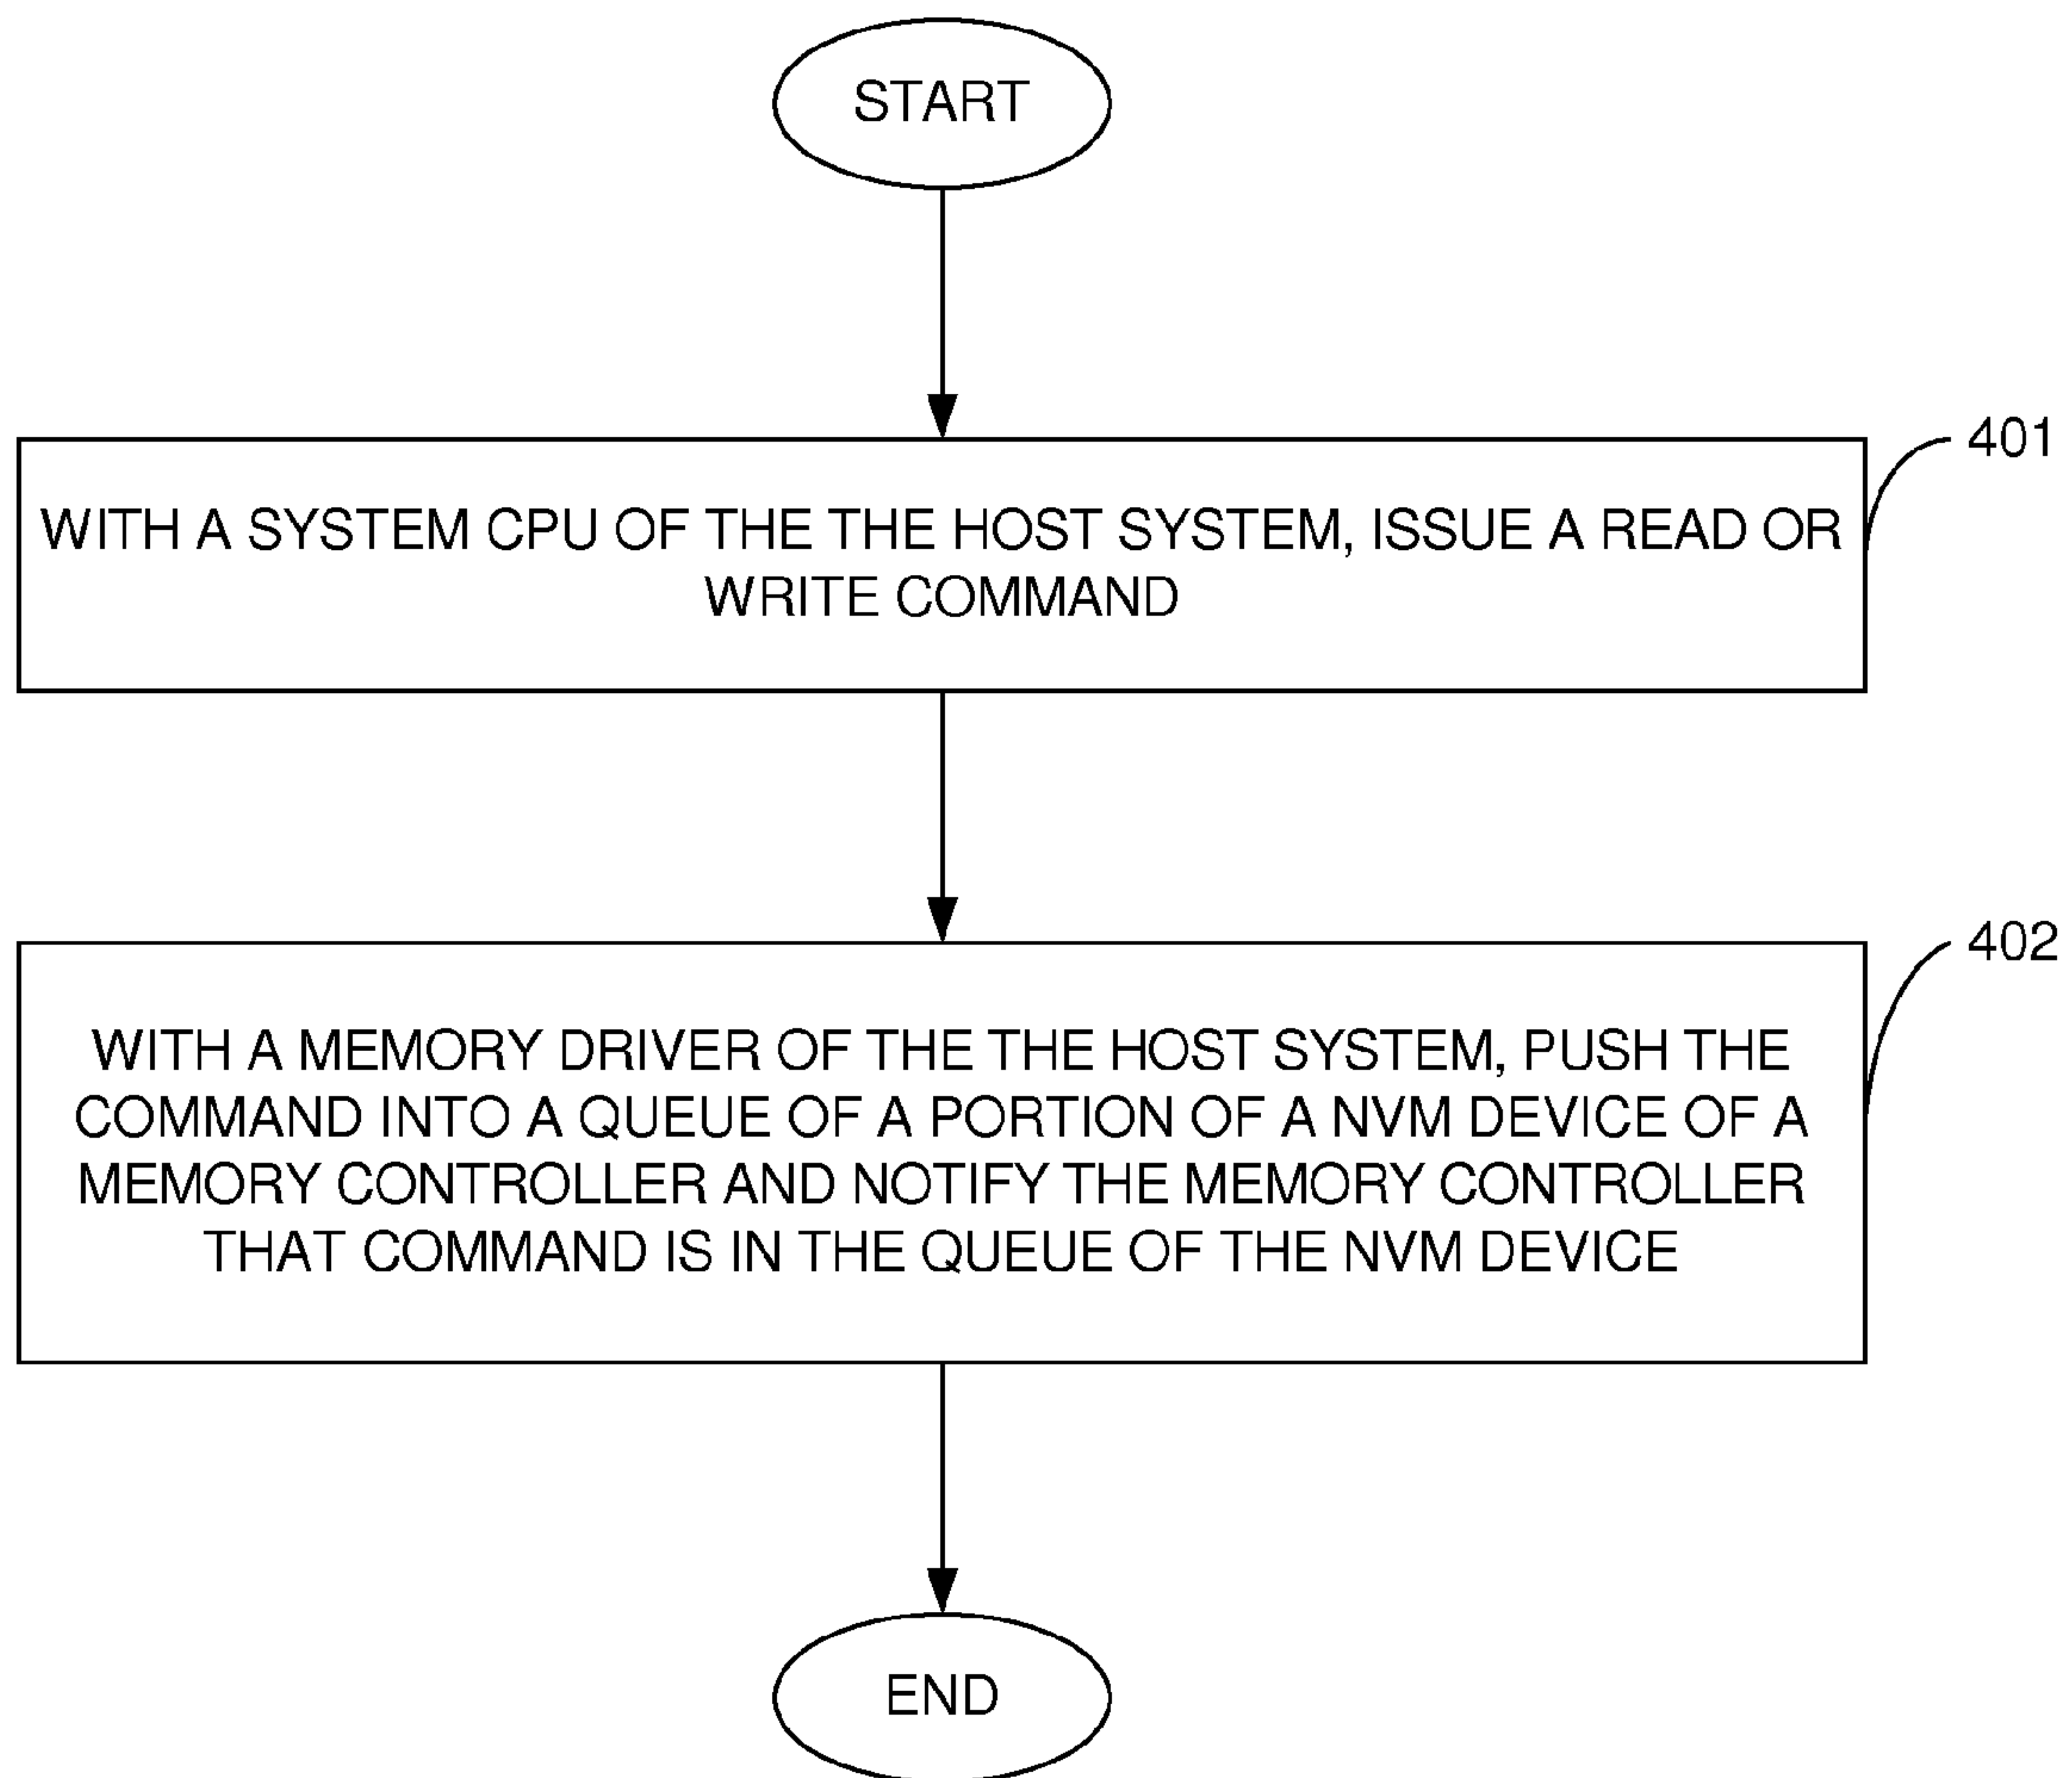 START
401
WITH A SYSTEM CPU OF THE THE HOST SYSTEM, ISSUE A READ OR
WRITE COMMAND
402
WITH A MEMORY DRIVER OF THE THE HOST SYSTEM, PUSH THE
COMMAND INTO A QUEUE OF A PORTION OF A NVM DEVICE OF A
MEMORY CONTROLLER AND NOTIFY THE MEMORY CONTROLLER
THAT COMMAND IS IN THE QUEUE OF THE NVM DEVICE
END